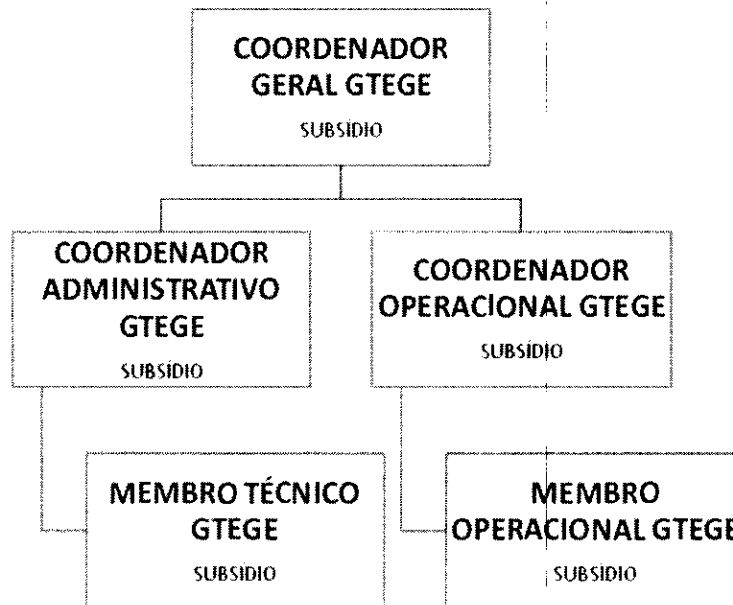 COORDENADOR
GERAL GTEGE
SUBSÍDIO
COORDENADOR
ADMINISTRATIVO
GTEGE
SUBSÍDIO
COORDENADOR
OPERACIONAL GTEGE
SUBSÍDIO
MEMBRO TÉCNICO
GTEGE
SUBSÍDIO
MEMBRO
OPERACIONAL GTEGE
SUBSÍDIO